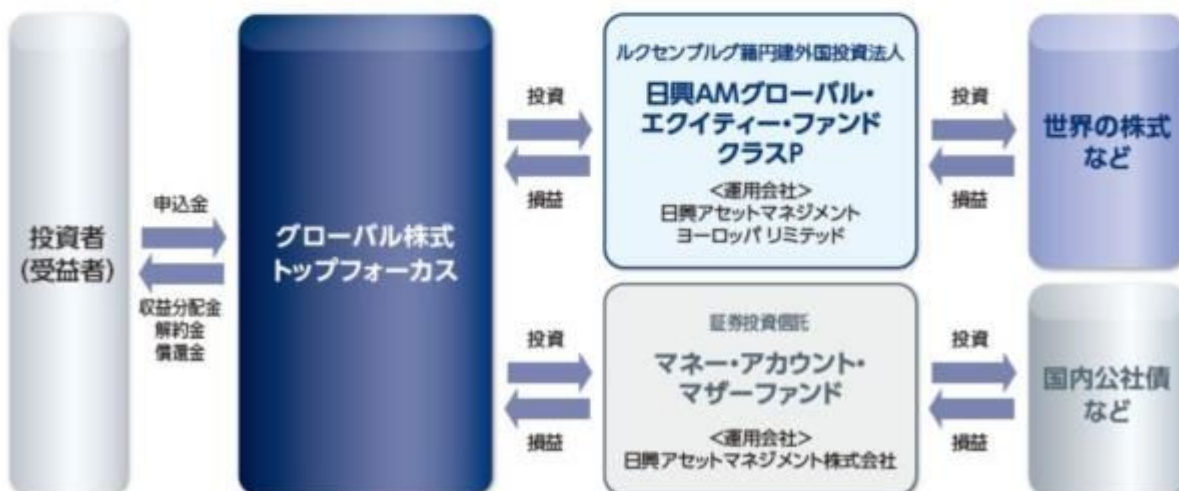 投資者
(受益者)
申込金
収益分配金
解約金
償還金
グローバル株式
トップフォーカス
投資
損益
ルクセンブルグ籍円建外国投資法人
日興AMグローバル・
エクイティー・ファンド
クラスP
<運用会社>
日興アセットマネジメント
ヨーロッパ リミテッド
投資
損益
世界の株式
など
投資
損益
証券投資信託
マネー・アカウント・
マザーファンド
<運用会社>
日興アセットマネジメント株式会社
投資
損益
国内公社債
など